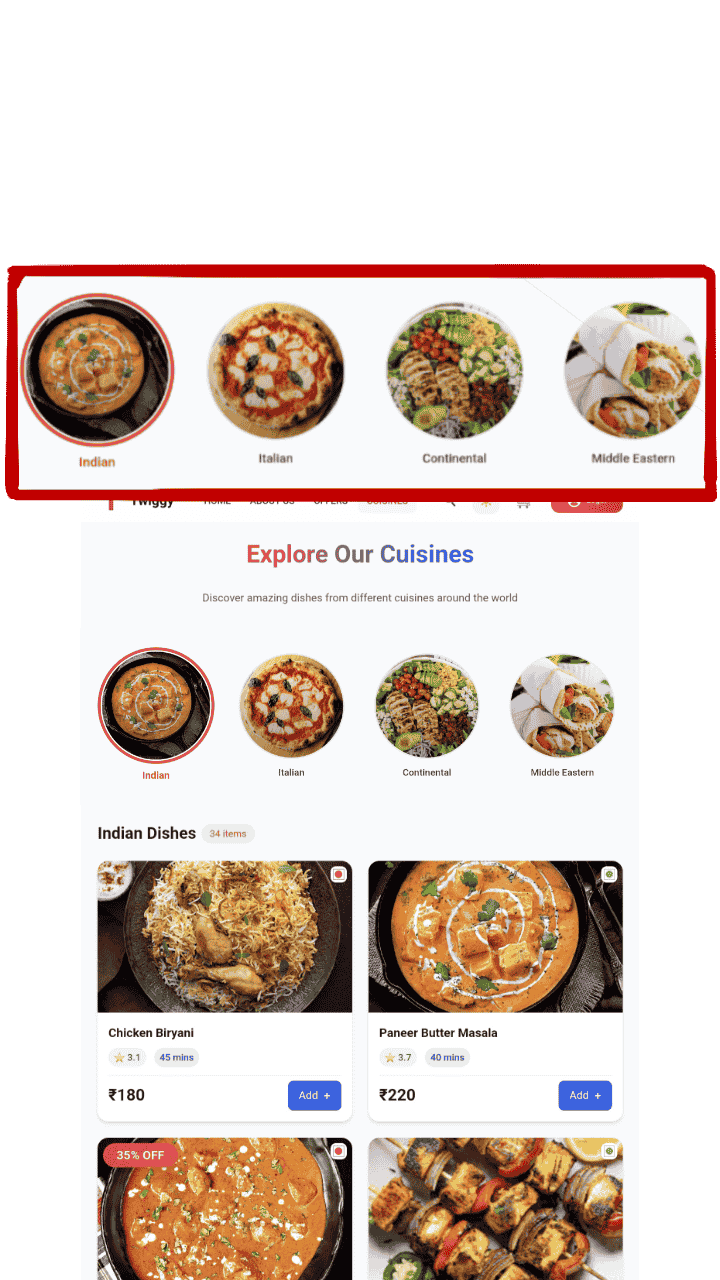 Indian Italian Continental Middle Eastern
Twiggy HOME ABOUT US OFFERS CUISINES
Explore Our Cuisines
Discover amazing dishes from different cuisines around the world
Indian Italian Continental Middle Eastern
Indian Dishes 34 items
Chicken Biryani
3.1 45 mins
₹180 Add +
Paneer Butter Masala
3.7 40 mins
₹220 Add +
35% OFF